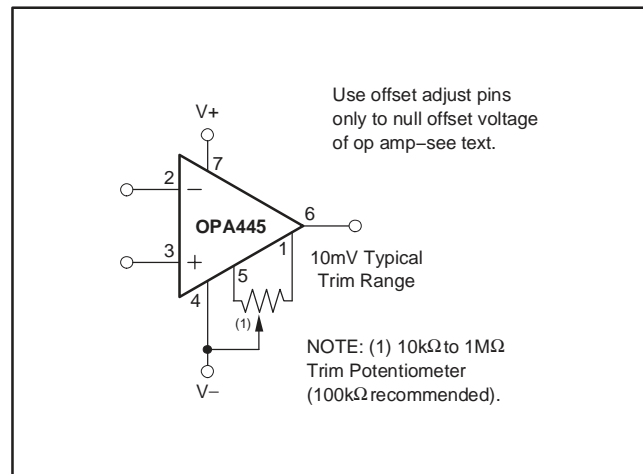 Use offset adjust pins
only to null offset voltage
of op amp–see text.
V+
7
2
−
OPA445
6
3
+
1
5
4
10mV Typical
Trim Range
(1)
V−
NOTE: (1) 10kΩ to 1MΩ
Trim Potentiometer
(100kΩ recommended).